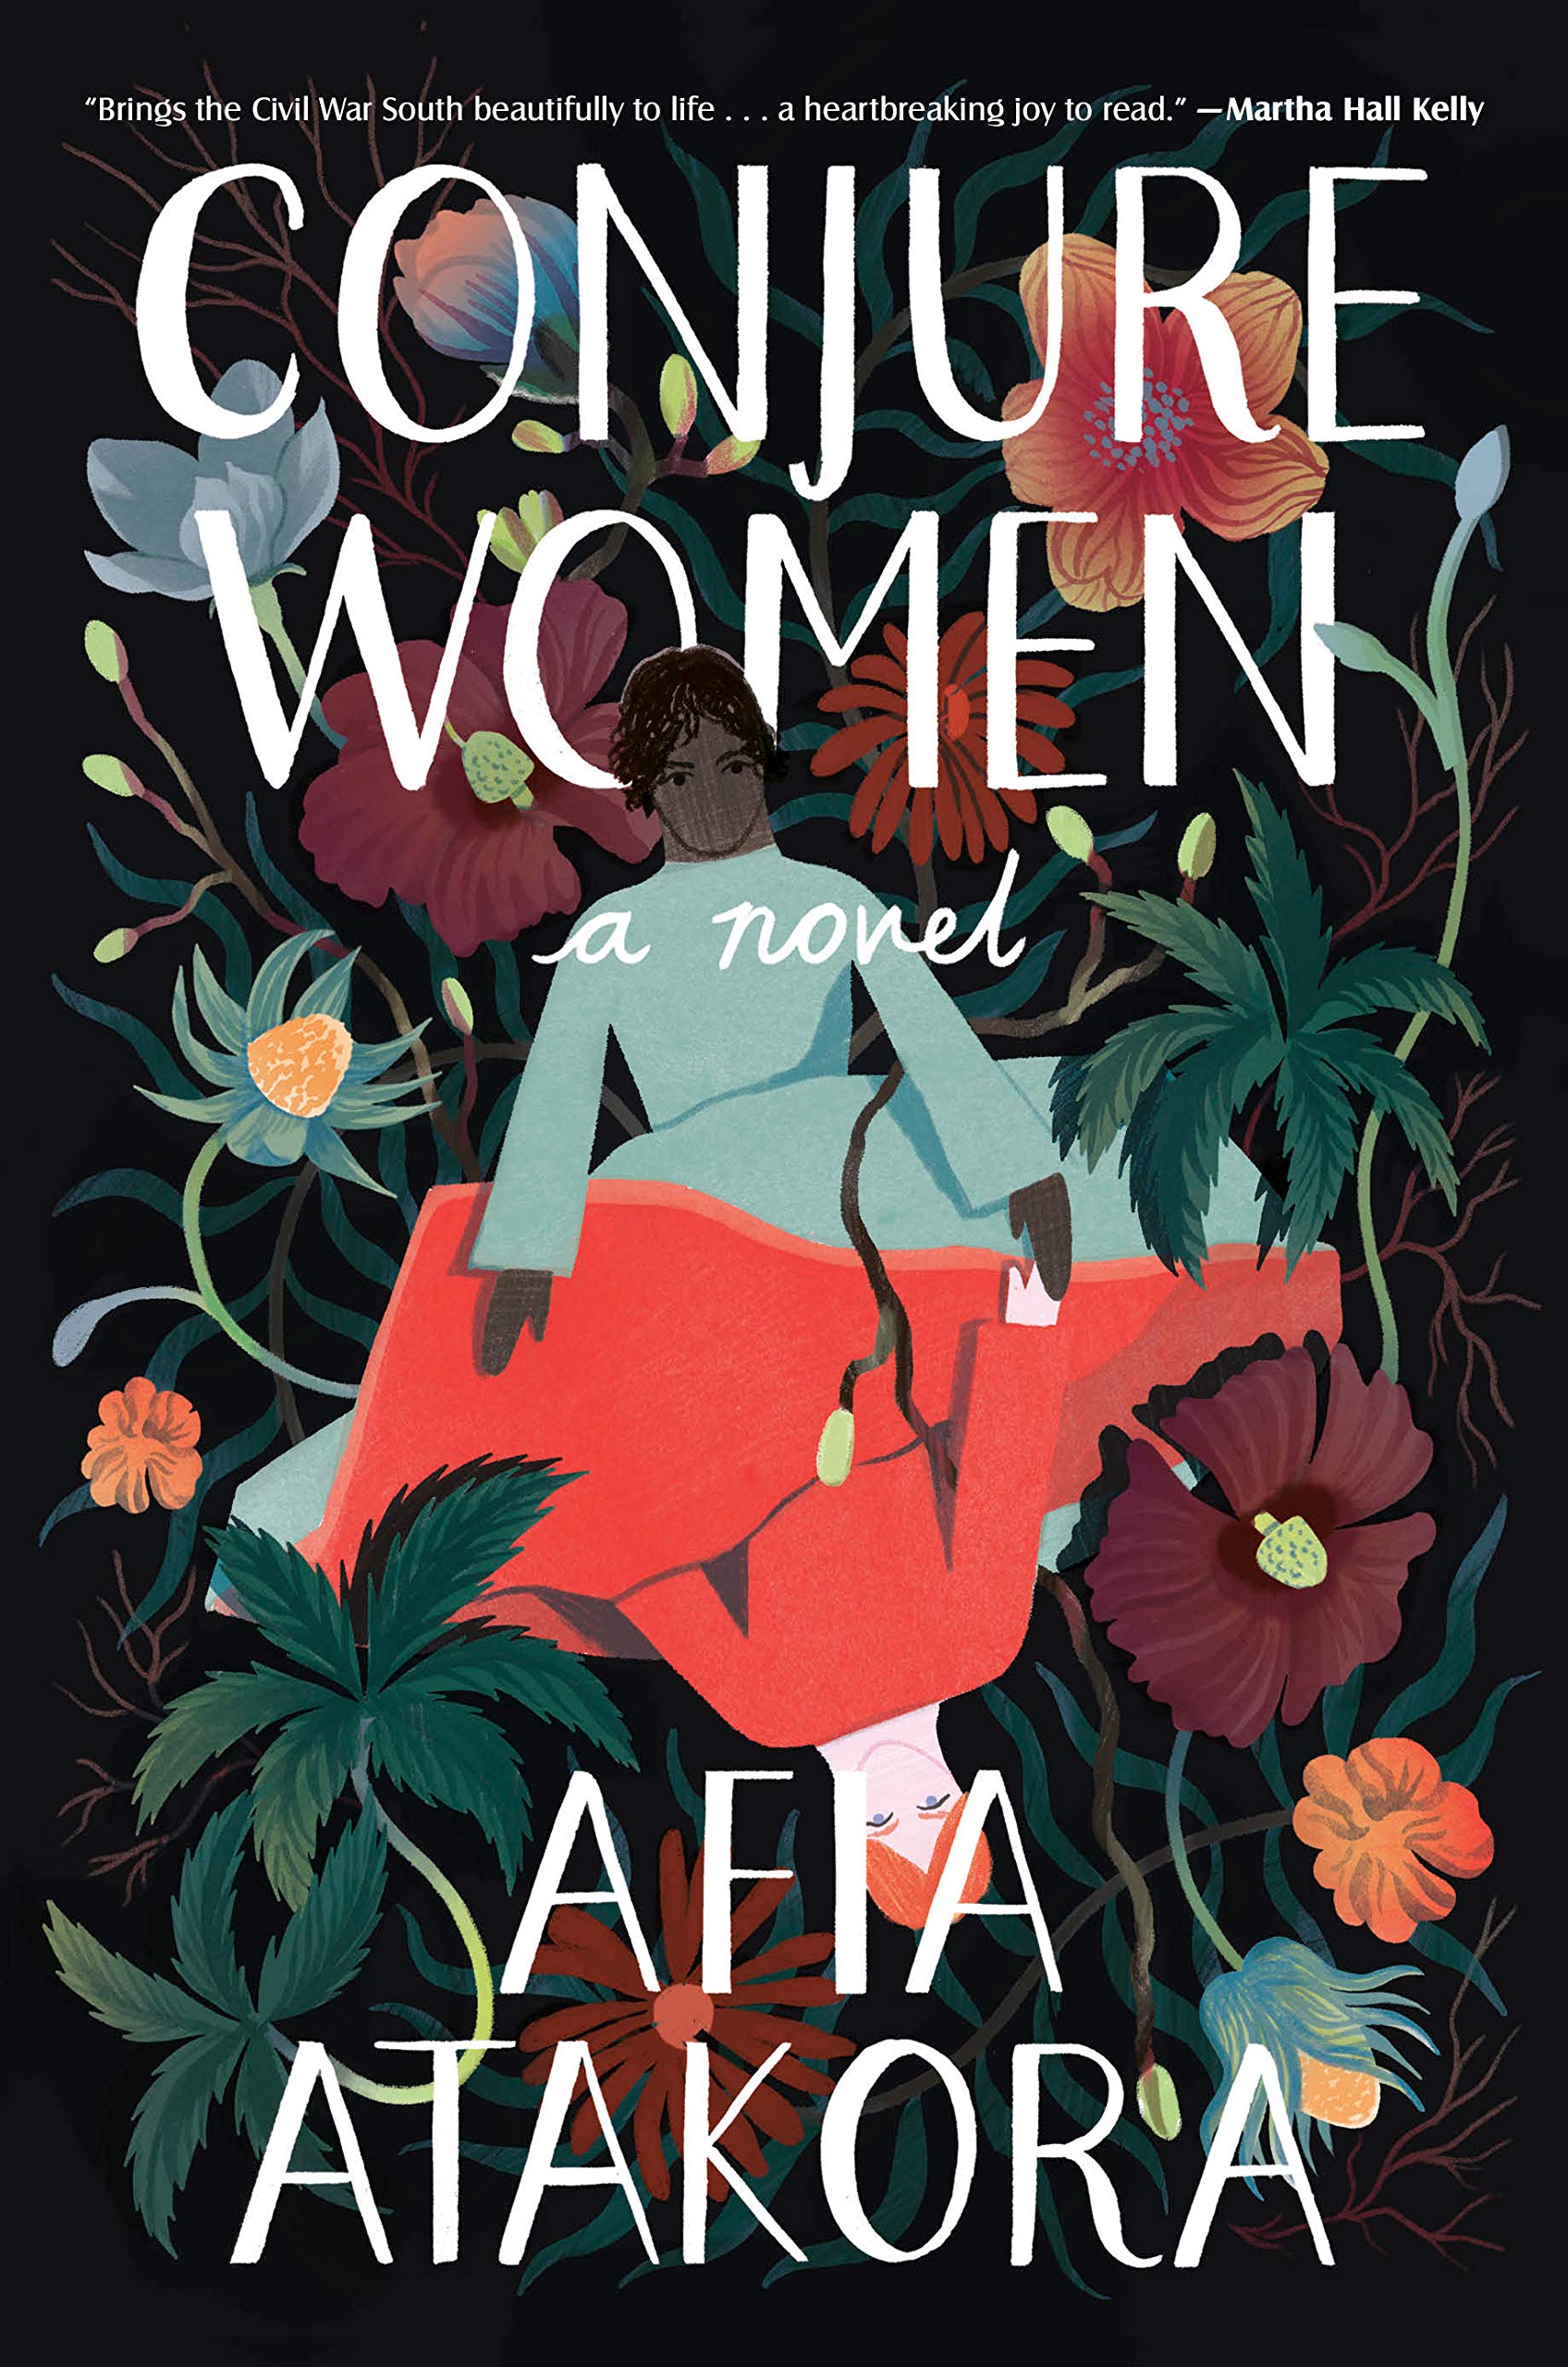 “Brings the Civil War South beautifully to life . . . a heartbreaking joy to read.” —Martha Hall Kelly
CONJURE
WOMEN
a novel
AFIA
ATAKORA